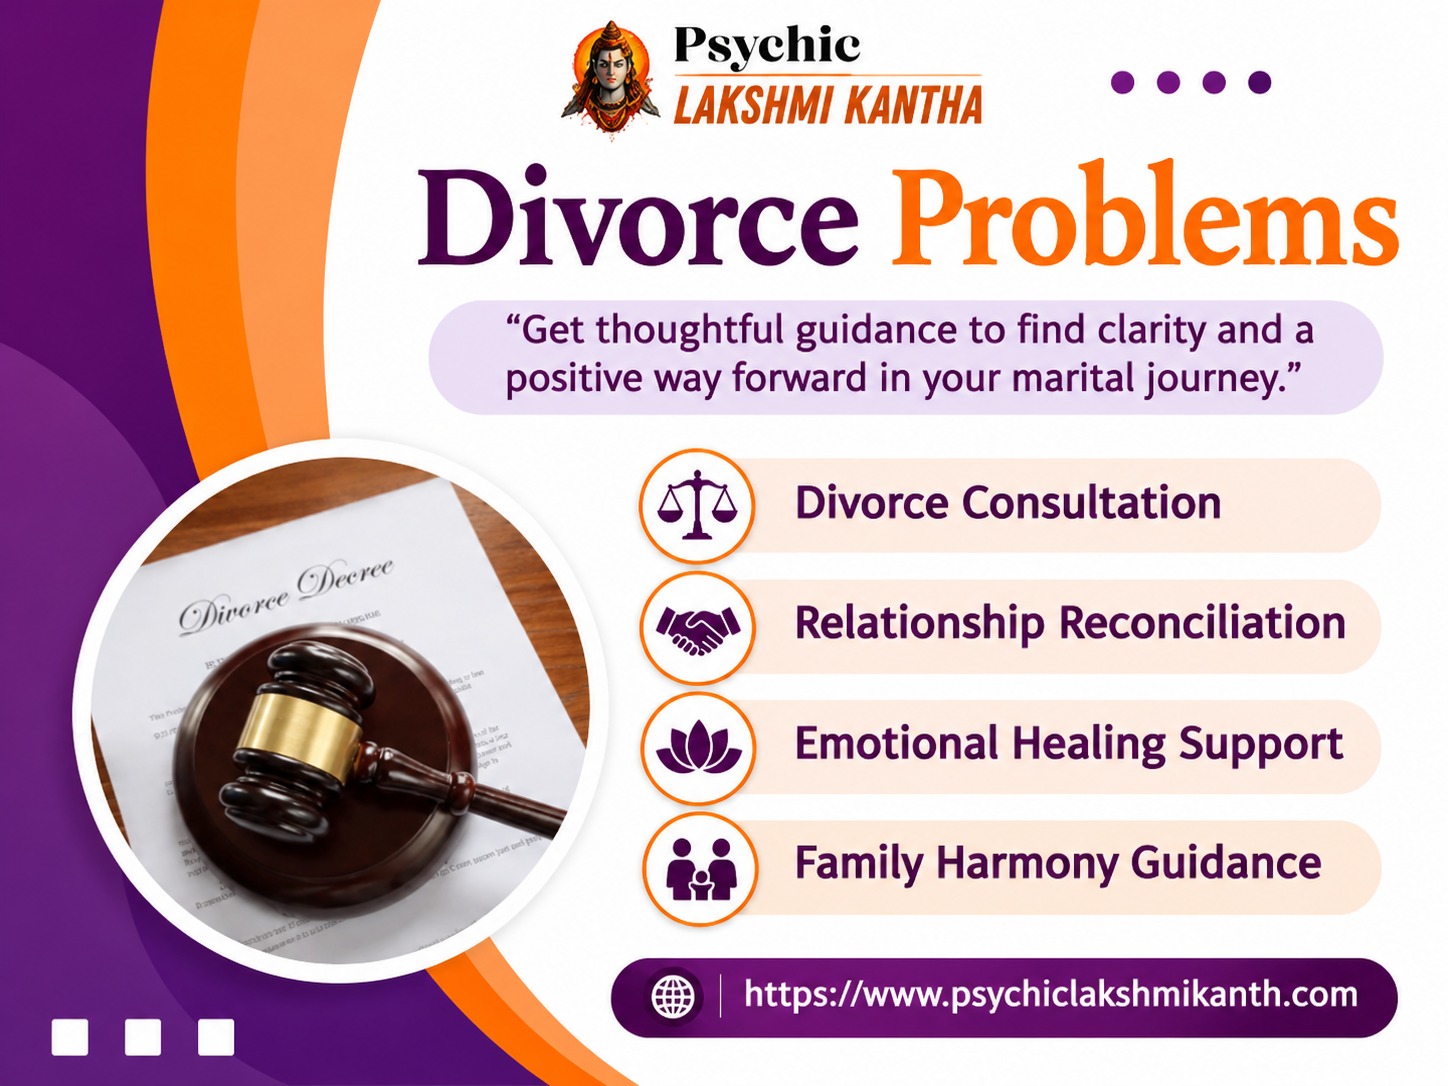 Psychic
LAKSHMI KANTHA
Divorce Problems
“Get thoughtful guidance to find clarity and a
positive way forward in your marital journey.”
Divorce Decree
Divorce Consultation
Relationship Reconciliation
Emotional Healing Support
Family Harmony Guidance
https://www.psychiclakshmikanth.com